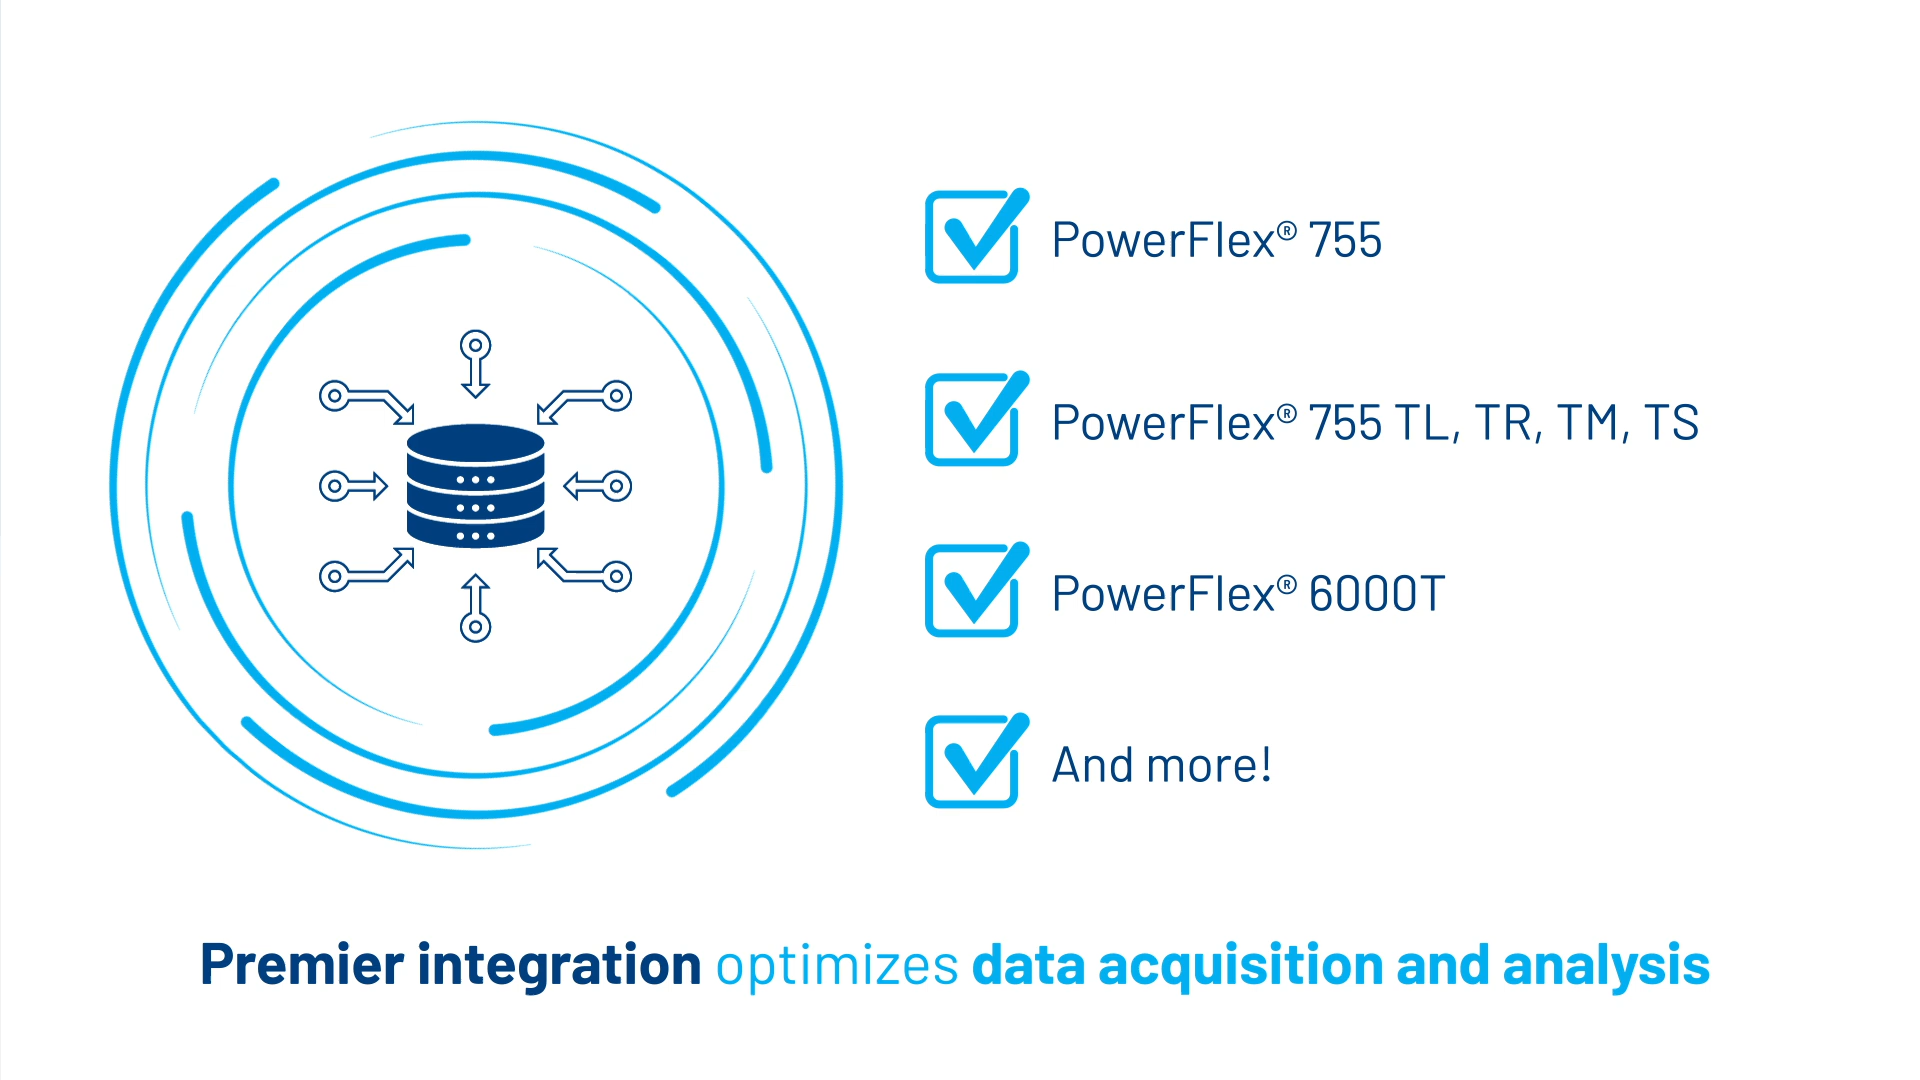 PowerFlex® 755
PowerFlex® 755 TL, TR, TM, TS
PowerFlex® 6000T
And more!
Premier integration optimizes data acquisition and analysis